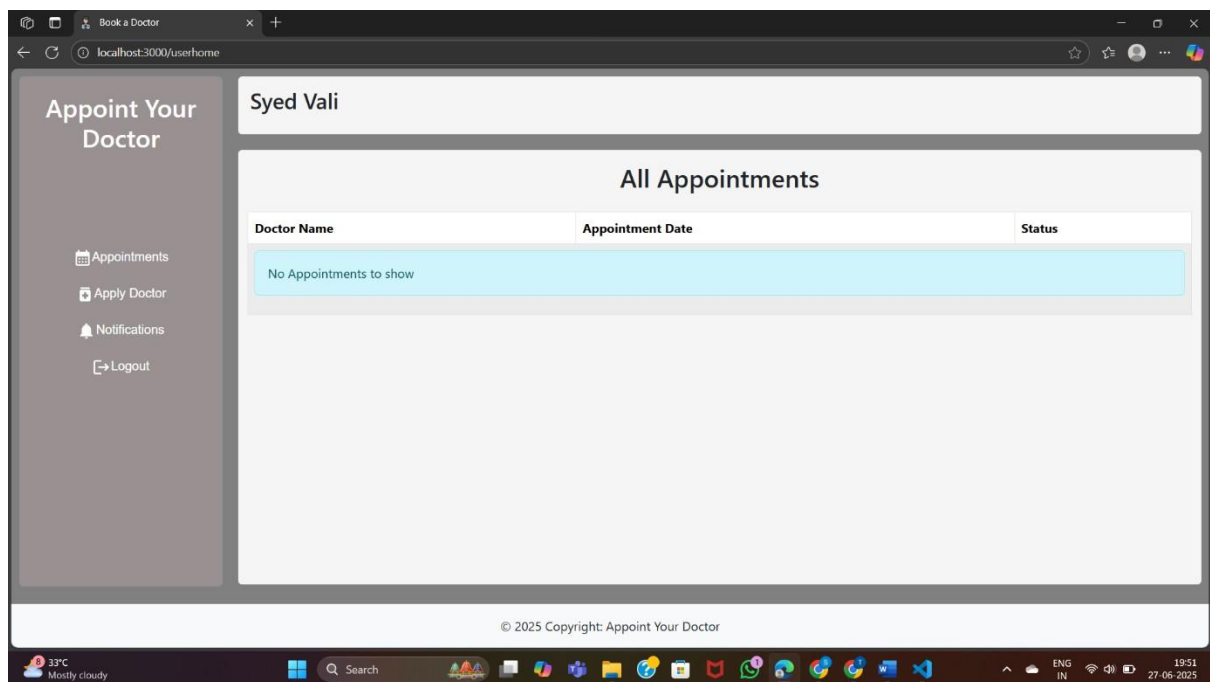 Book a Doctor
localhost:3000/userhome
Appoint Your
Doctor
Appointments
Apply Doctor
Notifications
Logout
Syed Vali
All Appointments
Doctor Name Appointment Date Status
No Appointments to show
© 2025 Copyright: Appoint Your Doctor
8
33°C
Mostly cloudy
Search
1
ENG
IN
19:51
27-06-2025